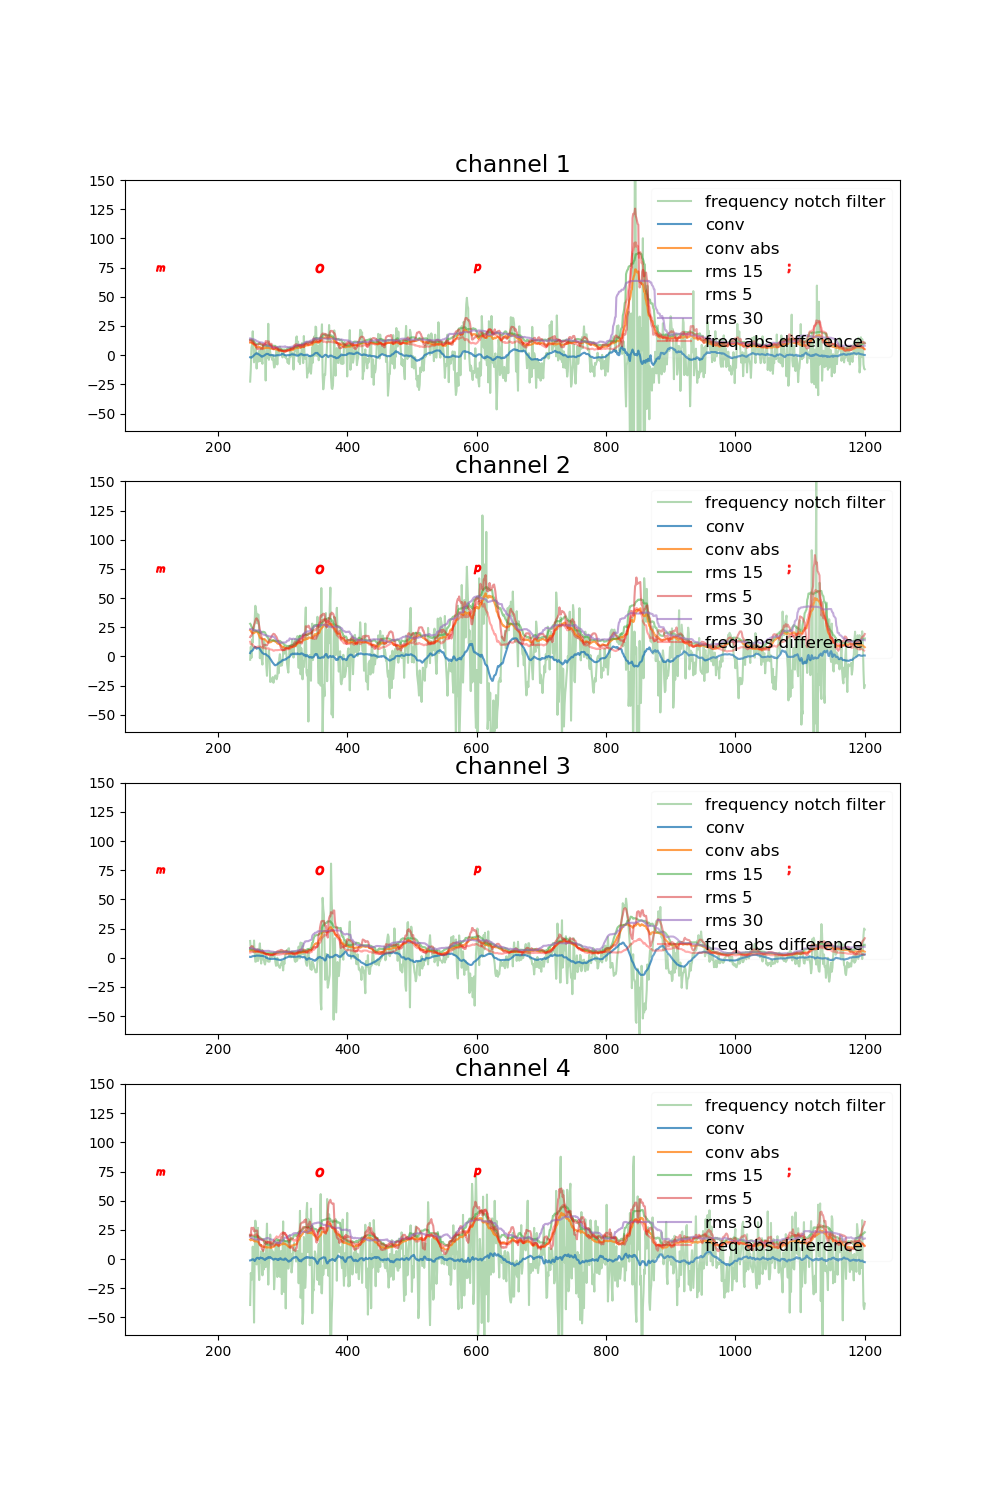 channel 1
150
125
100
75
50
25
0
−25
−50
m o p ;
frequency notch filter
conv
conv abs
rms 15
rms 5
rms 30
freq abs difference
200 400 600 800 1000 1200
channel 2
150
125
100
75
50
25
0
−25
−50
m o p ;
frequency notch filter
conv
conv abs
rms 15
rms 5
rms 30
freq abs difference
200 400 600 800 1000 1200
channel 3
150
125
100
75
50
25
0
−25
−50
m o p ;
frequency notch filter
conv
conv abs
rms 15
rms 5
rms 30
freq abs difference
200 400 600 800 1000 1200
channel 4
150
125
100
75
50
25
0
−25
−50
m o p ;
frequency notch filter
conv
conv abs
rms 15
rms 5
rms 30
freq abs difference
200 400 600 800 1000 1200